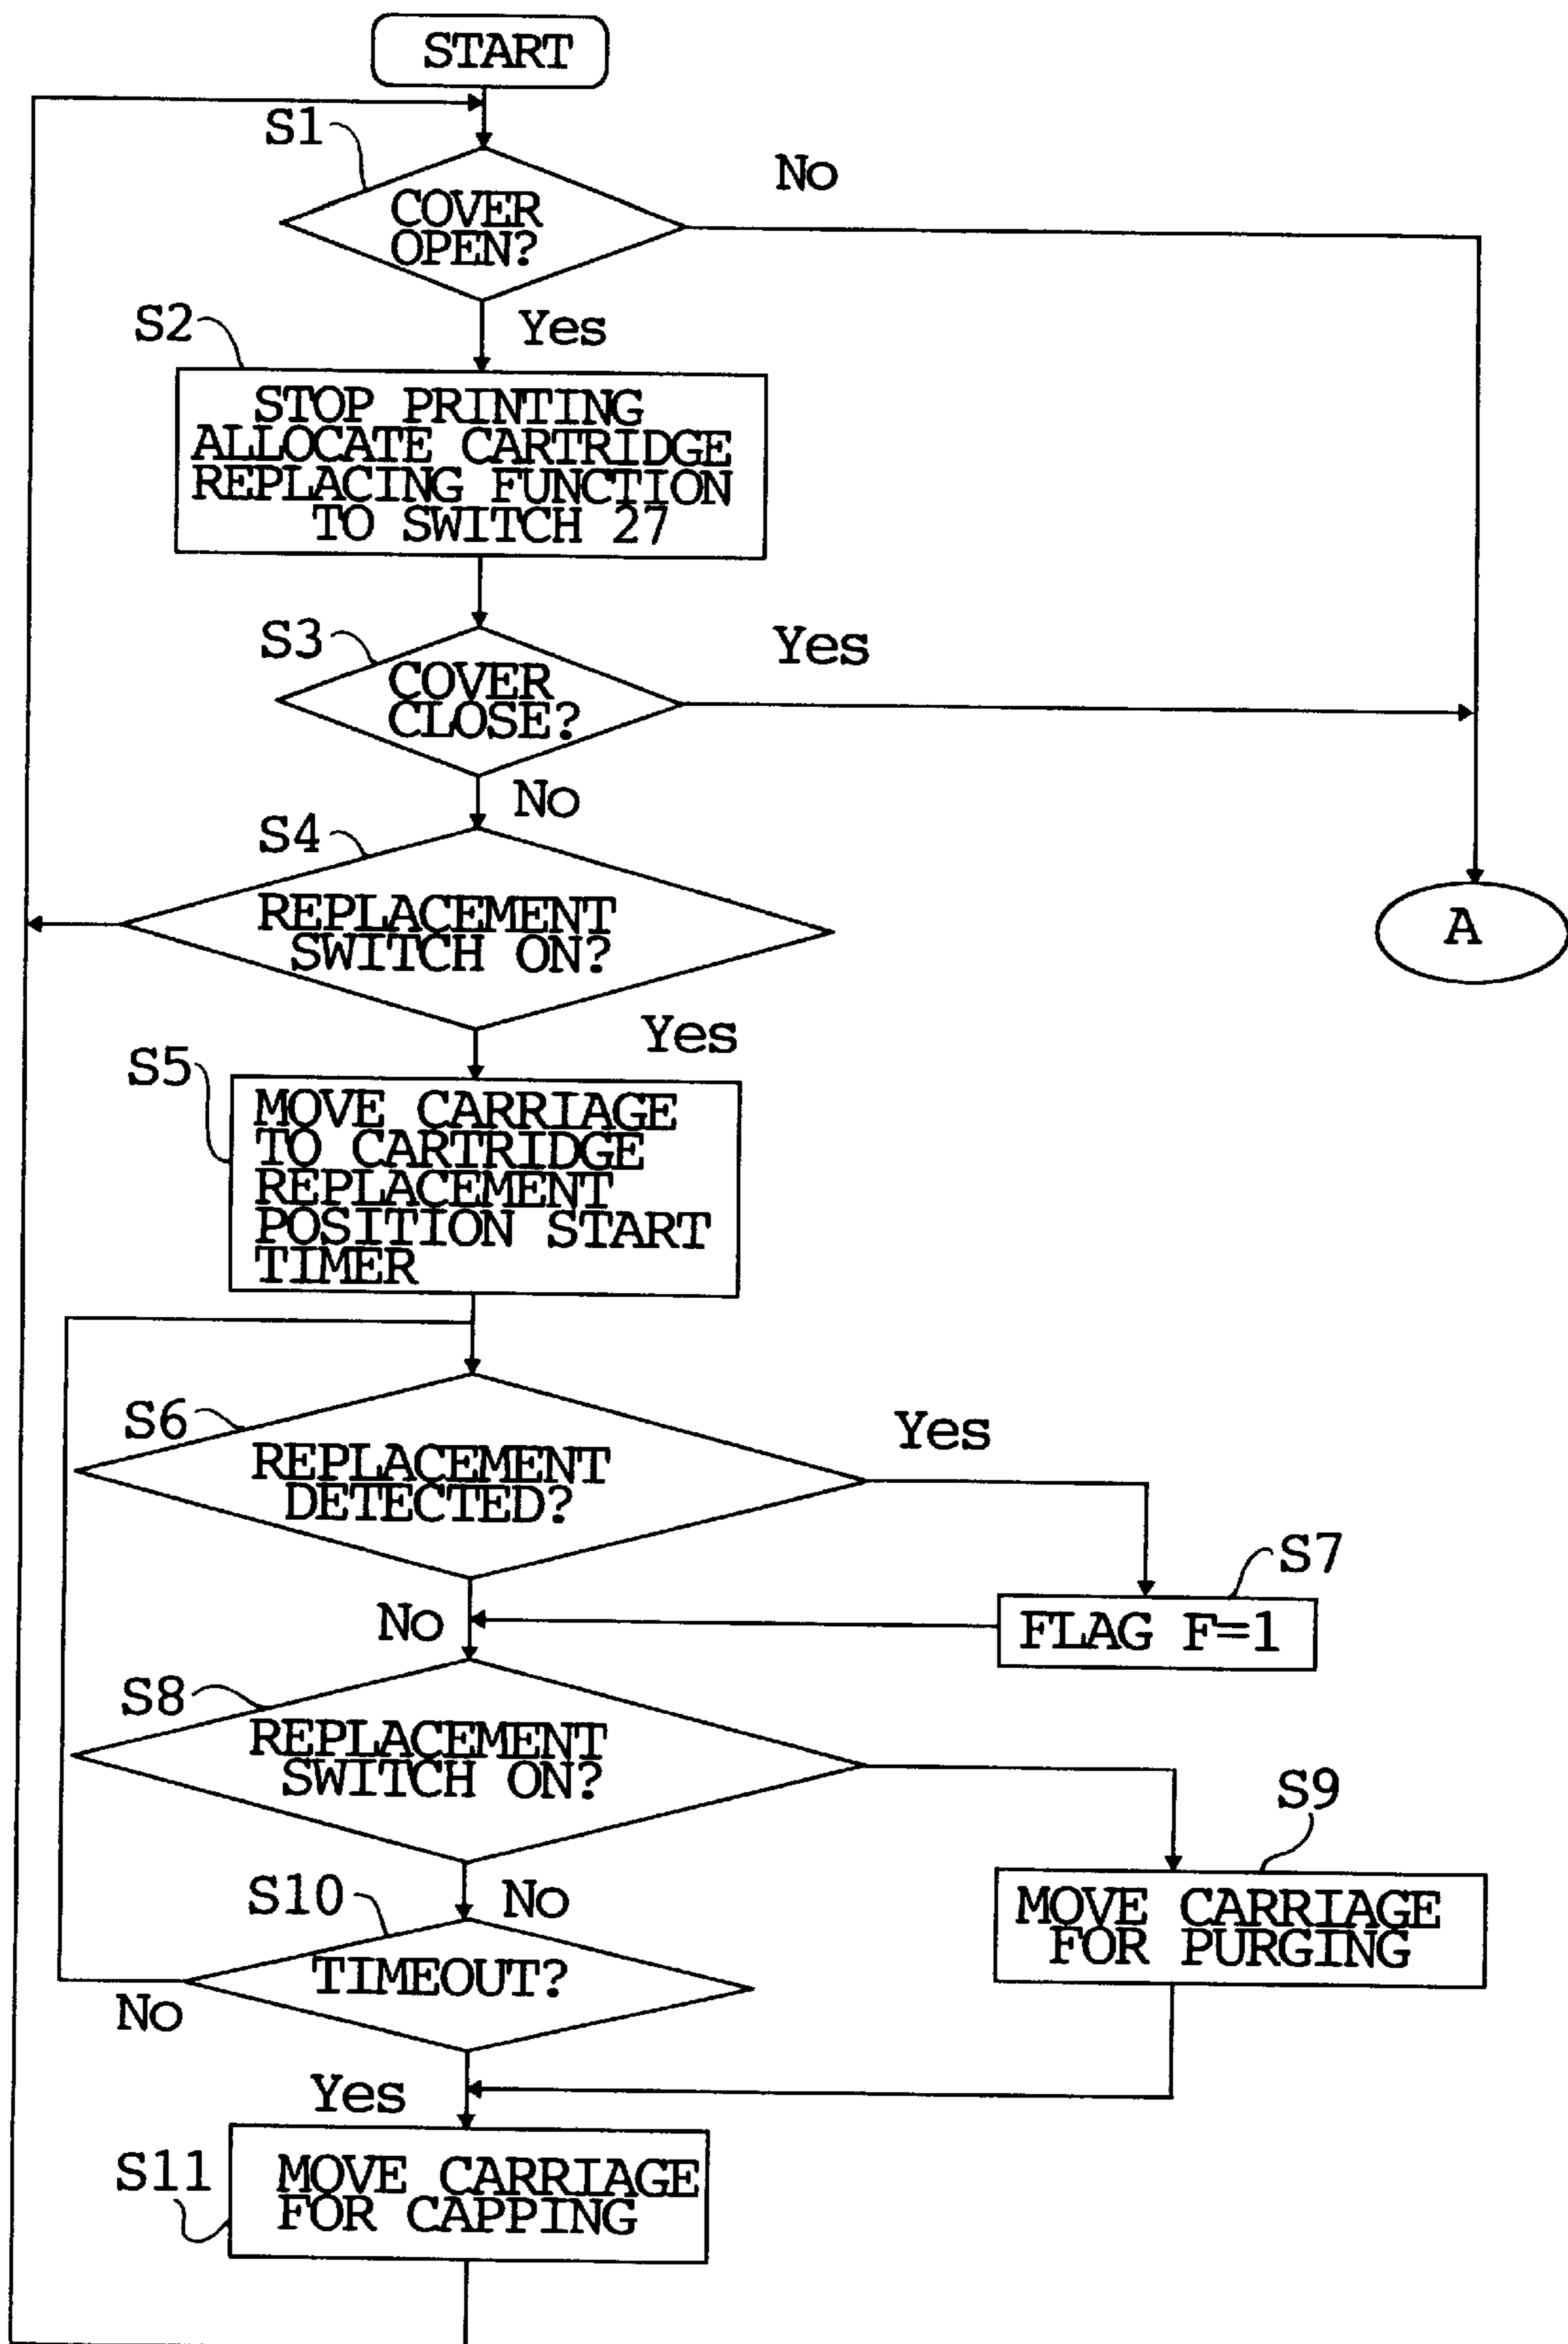 START
S1
No
COVER
OPEN?
S2
Yes
STOP PRINTING
ALLOCATE CARTRIDGE
REPLACING FUNCTION
TO SWITCH 27
S3
Yes
COVER
CLOSE?
No
S4
REPLACEMENT
SWITCH ON?
A
Yes
S5
MOVE CARRIAGE
TO CARTRIDGE
REPLACEMENT
POSITION START
TIMER
S6
Yes
REPLACEMENT
DETECTED?
S7
No
FLAG F=1
S8
REPLACEMENT
SWITCH ON?
S9
S10
No
MOVE CARRIAGE
FOR PURGING
TIMEOUT?
No
Yes
S11
MOVE CARRIAGE
FOR CAPPING